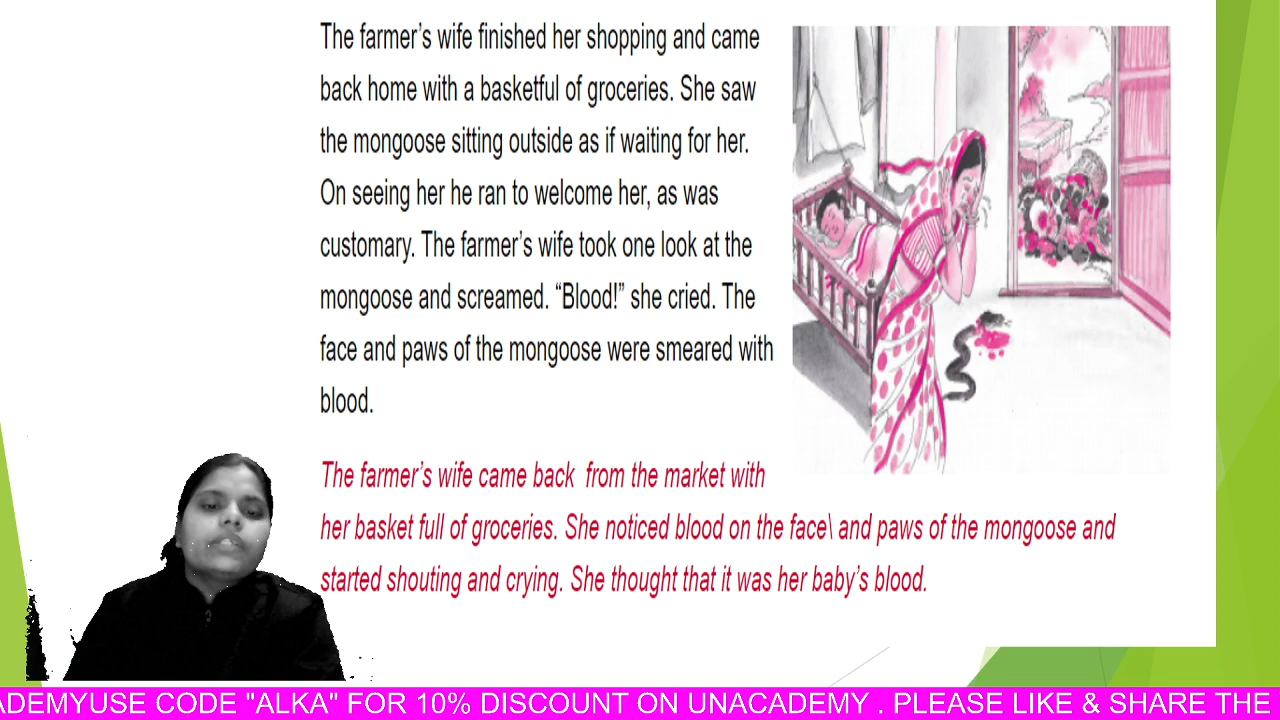 The farmer’s wife finished her shopping and came
back home with a basketful of groceries. She saw
the mongoose sitting outside as if waiting for her.
On seeing her he ran to welcome her, as was
customary. The farmer’s wife took one look at the
mongoose and screamed. “Blood!” she cried. The
face and paws of the mongoose were smeared with
blood.
The farmer’s wife came back from the market with
her basket full of groceries. She noticed blood on the face\ and paws of the mongoose and
started shouting and crying. She thought that it was her baby’s blood.
ADEMYUSE CODE "ALKA" FOR 10% DISCOUNT ON UNACADEMY . PLEASE LIKE & SHARE THE